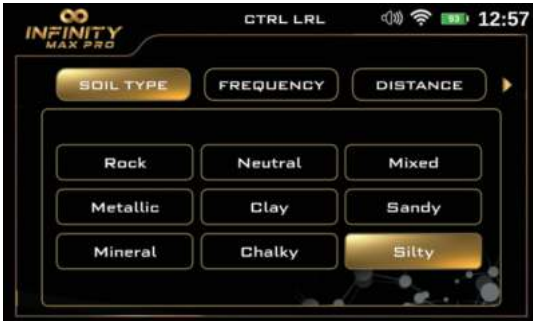 INFINITY
MAX PRO
CTRL LRL
93
12:57
SOIL TYPE
FREQUENCY
DISTANCE
Rock
Neutral
Mixed
Metallic
Clay
Sandy
Mineral
Chalky
Silty